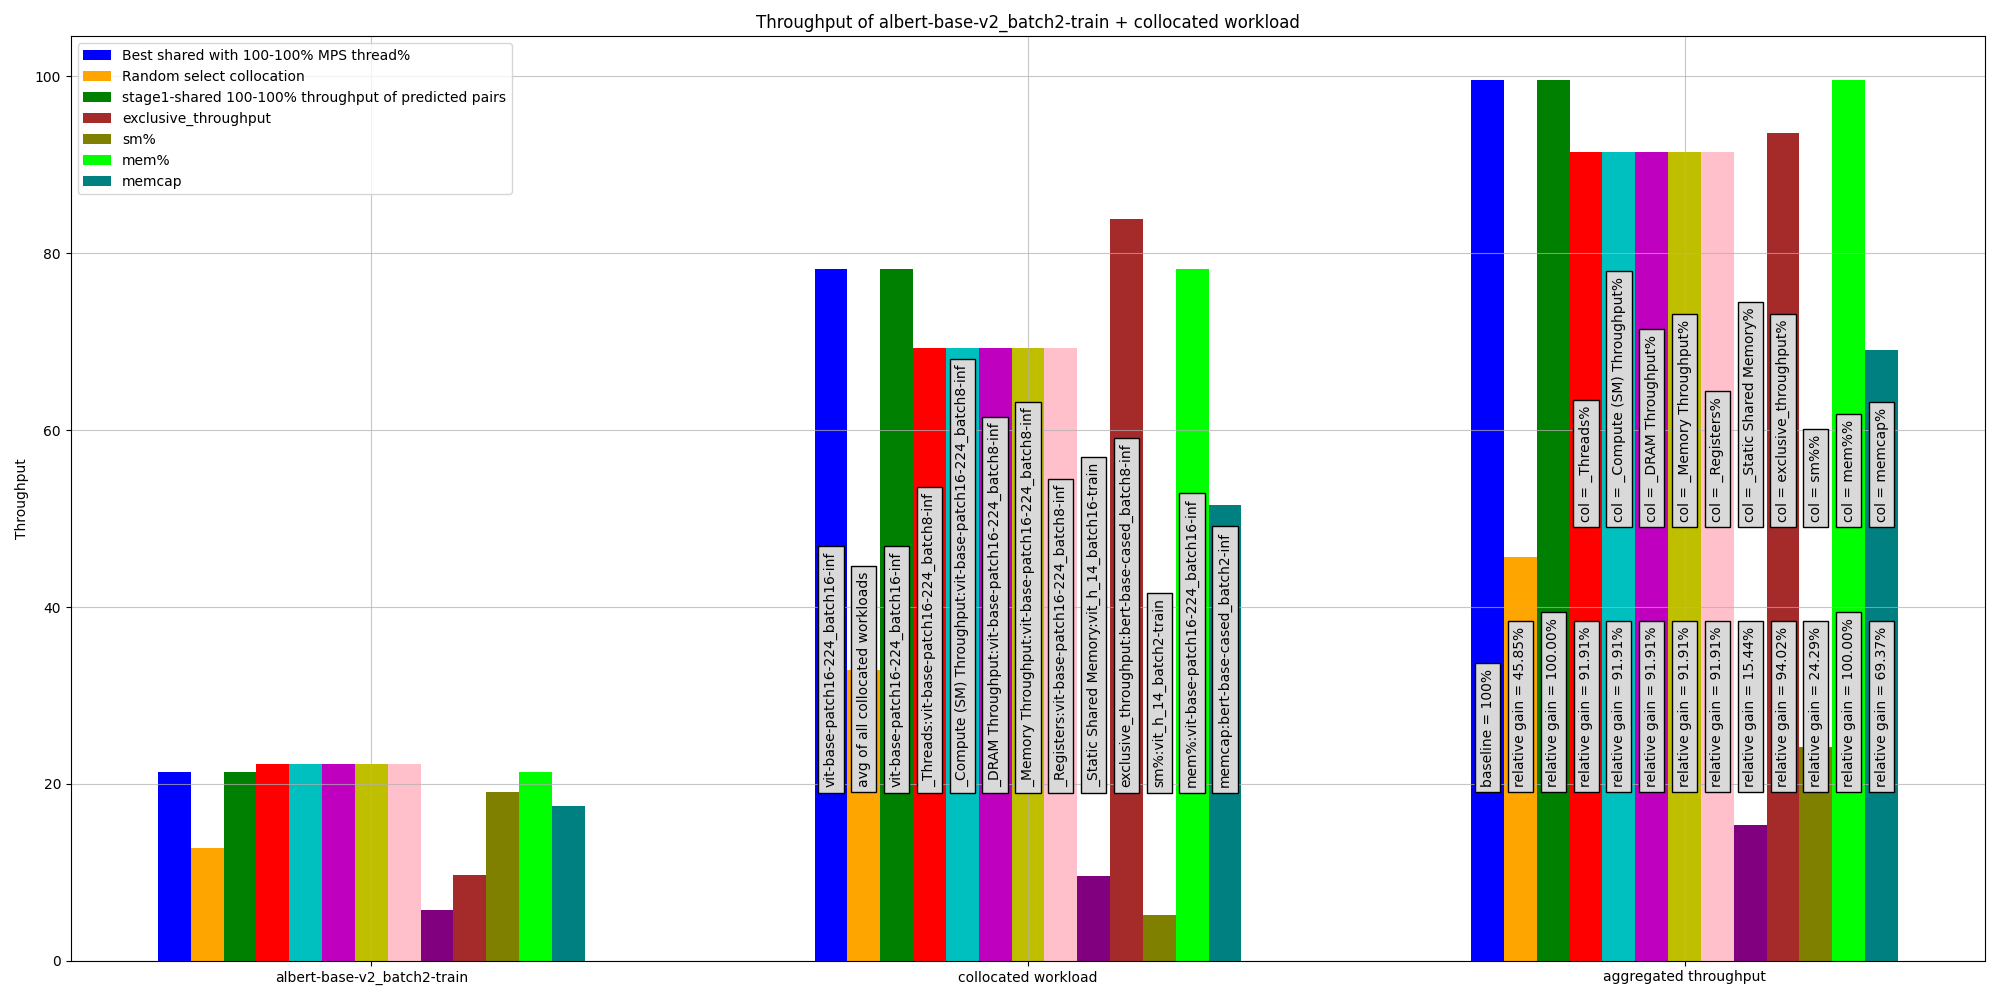 Throughput of albert-base-v2_batch2-train + collocated workload
Best shared with 100-100% MPS thread%
Random select collocation
stage1-shared 100-100% throughput of predicted pairs
exclusive_throughput
sm%
mem%
memcap
Throughput
100
80
60
40
20
0
vit-base-patch16-224_batch16-inf
avg of all collocated workloads
vit-base-patch16-224_batch16-inf
_Threads:vit-base-patch16-224_batch8-inf
_Compute (SM) Throughput:vit-base-patch16-224_batch8-inf
_DRAM Throughput:vit-base-patch16-224_batch8-inf
_Memory Throughput:vit-base-patch16-224_batch8-inf
_Registers:vit-base-patch16-224_batch8-inf
_Static Shared Memory:vit_h_14_batch16-train
exclusive_throughput:bert-base-cased_batch8-inf
sm%:vit_h_14_batch2-train
mem%:vit-base-patch16-224_batch16-inf
memcap:bert-base-cased_batch2-inf
col = _Threads%
col = _Compute (SM) Throughput%
col = _DRAM Throughput%
col = _Memory Throughput%
col = _Registers%
col = _Static Shared Memory%
col = exclusive_throughput%
col = sm%%
col = mem%%
col = memcap%
baseline = 100%
relative gain = 45.85%
relative gain = 100.00%
relative gain = 91.91%
relative gain = 91.91%
relative gain = 91.91%
relative gain = 91.91%
relative gain = 91.91%
relative gain = 15.44%
relative gain = 94.02%
relative gain = 24.29%
relative gain = 100.00%
relative gain = 69.37%
albert-base-v2_batch2-train
collocated workload
aggregated throughput